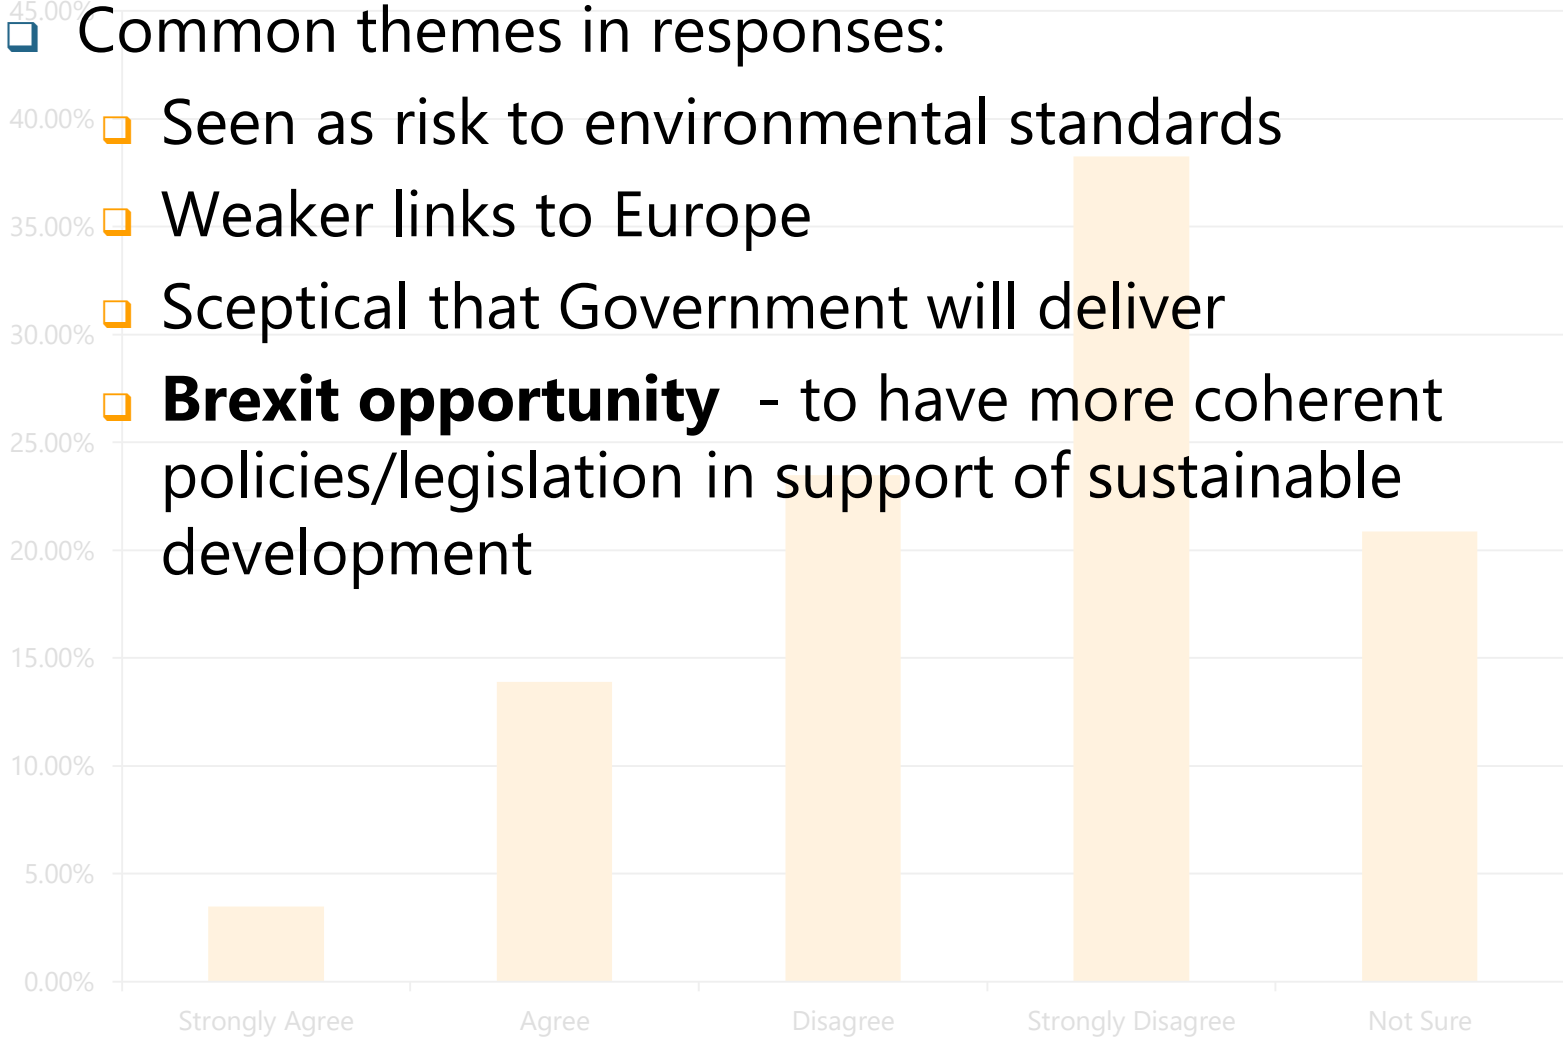 45.00%
Common themes in responses:
40.00%
Seen as risk to environmental standards
35.00%
Weaker links to Europe
30.00%
Sceptical that Government will deliver
Brexit opportunity - to have more coherent
25.00%
policies/legislation in support of sustainable
20.00%
development
15.00%
10.00%
5.00%
0.00%
Strongly Agree Agree Disagree Strongly Disagree Not Sure